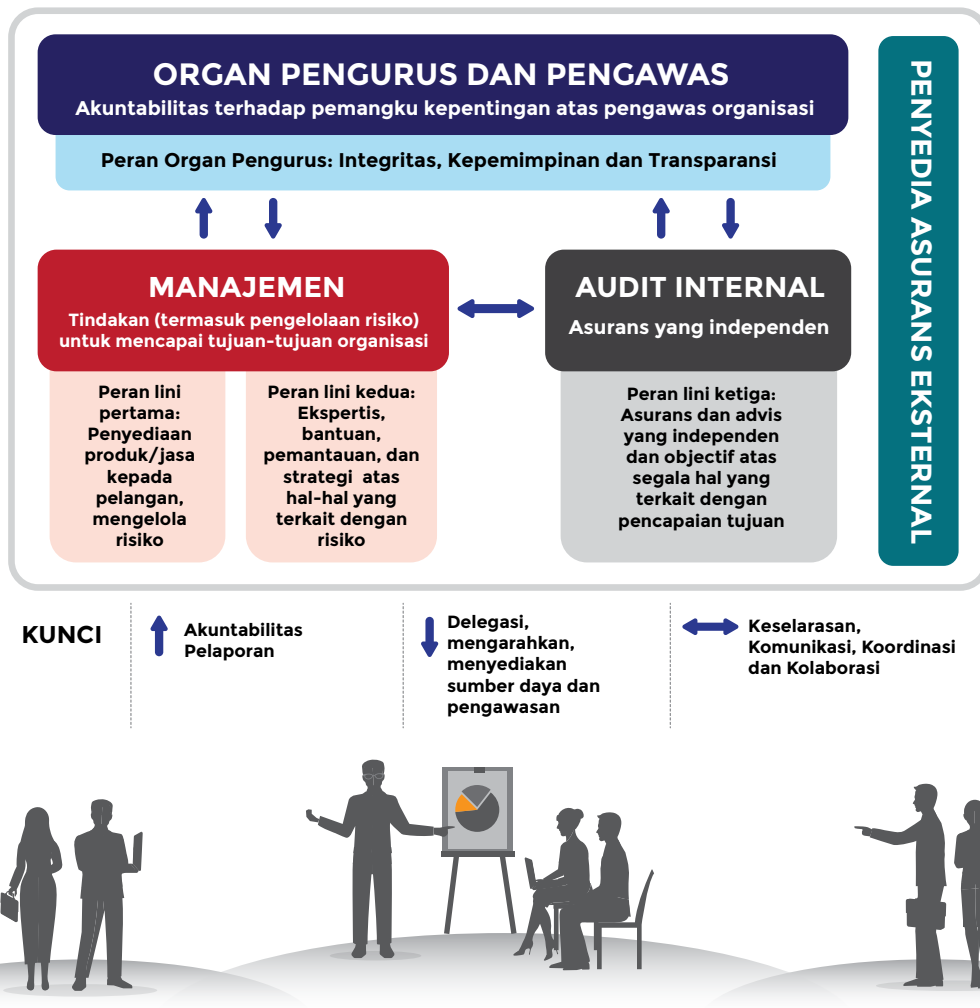 ORGAN PENGURUS DAN PENGAWAS
Akuntabilitas terhadap pemangku kepentingan atas pengawas organisasi
Peran Organ Pengurus: Integritas, Kepemimpinan dan Transparansi
MANAJEMEN
Tindakan (termasuk pengelolaan risiko)
untuk mencapai tujuan-tujuan organisasi
Peran lini
pertama:
Penyediaan
produk/jasa
kepada
pelangan,
mengelola
risiko
Peran lini kedua:
Ekspertis,
bantuan,
pemantauan, dan
strategi atas
hal-hal yang
terkait dengan
risiko
AUDIT INTERNAL
Asurans yang independen
Peran lini ketiga:
Asurans dan advis
yang independen
dan objectif atas
segala hal yang
terkait dengan
pencapaian tujuan
PENYEDIA ASURANS EKSTERNAL
KUNCI
Akuntabilitas
Pelaporan
Delegasi,
mengarahkan,
menyediakan
sumber daya dan
pengawasan
Keselarasan,
Komunikasi, Koordinasi
dan Kolaborasi